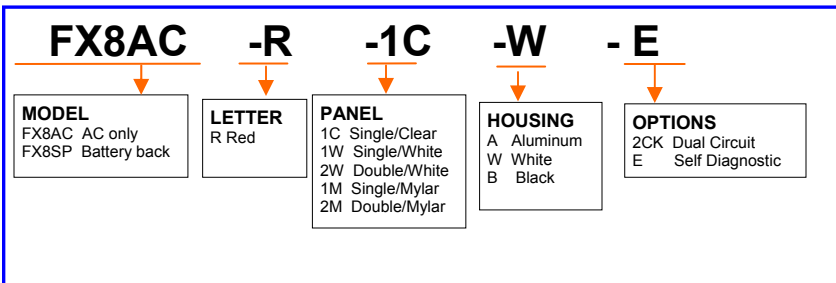 FX8AC -R -1C -W - E
MODEL
FX8AC AC only
FX8SP Battery back
LETTER
R Red
PANEL
1C Single/Clear
1W Single/White
2W Double/White
1M Single/Mylar
2M Double/Mylar
HOUSING
A Aluminum
W White
B Black
OPTIONS
2CK Dual Circuit
E Self Diagnostic